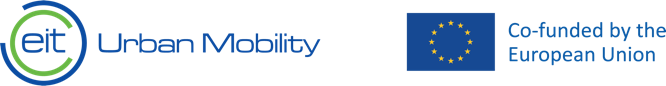 eit Urban Mobility
Co-funded by the
European Union